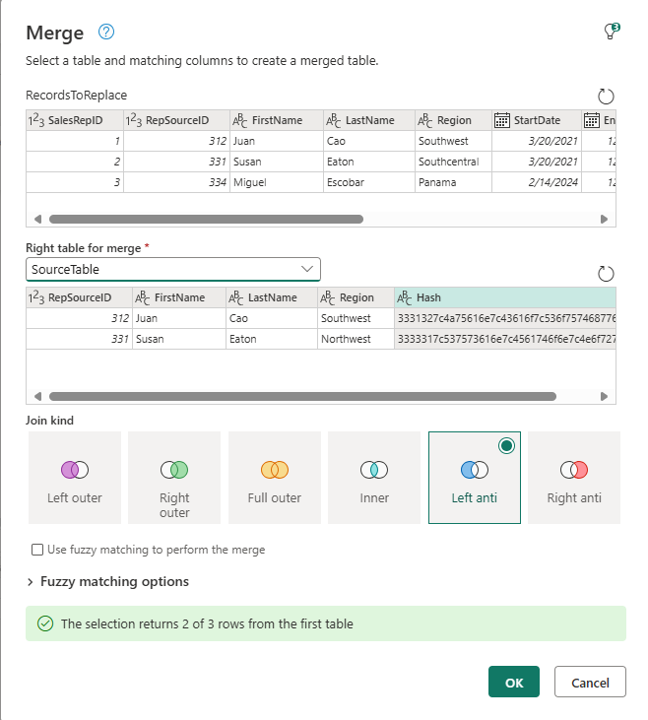 Merge ?
3
Select a table and matching columns to create a merged table.
RecordsToReplace
123 SalesRepID 123 RepSourceID ABC FirstName ABC LastName ABC Region StartDate En
1 312 Juan Cao Southwest 3/20/2021 12
2 331 Susan Eaton Southcentral 3/20/2021 12
3 334 Miguel Escobar Panama 2/14/2024 12
Right table for merge *
SourceTable
123 RepSourceID ABC FirstName ABC LastName ABC Region ABC Hash
312 Juan Cao Southwest 3331327c4a75616e7c43616f7c536f757468776
331 Susan Eaton Northwest 3333317c537573616e7c4561746f6e7c4e6f727
Join kind
Left outer Right outer Full outer Inner Left anti Right anti
Use fuzzy matching to perform the merge
Fuzzy matching options
The selection returns 2 of 3 rows from the first table
OK Cancel